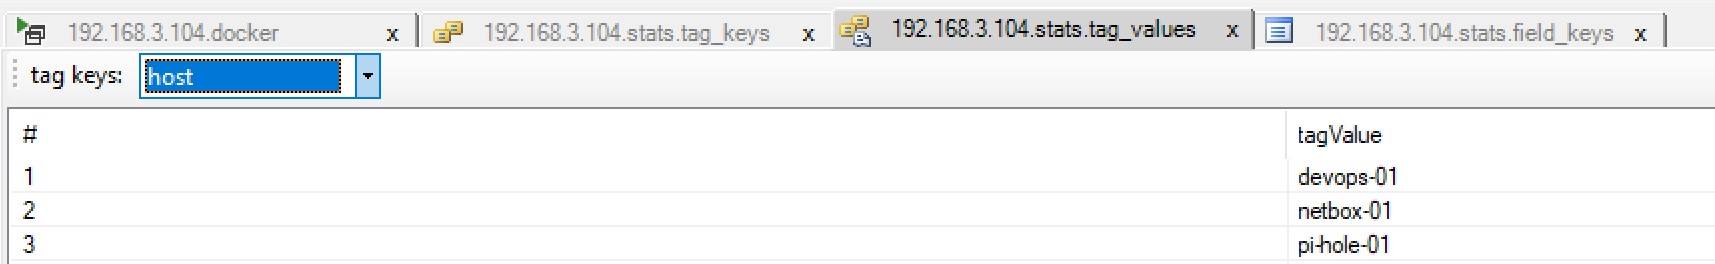 192.168.3.104.docker x 192.168.3.104.stats.tag_keys x 192.168.3.104.stats.tag_values x 192.168.3.104.stats.field_keys x
tag keys: host
# tagValue
1 devops-01
2 netbox-01
3 pi-hole-01